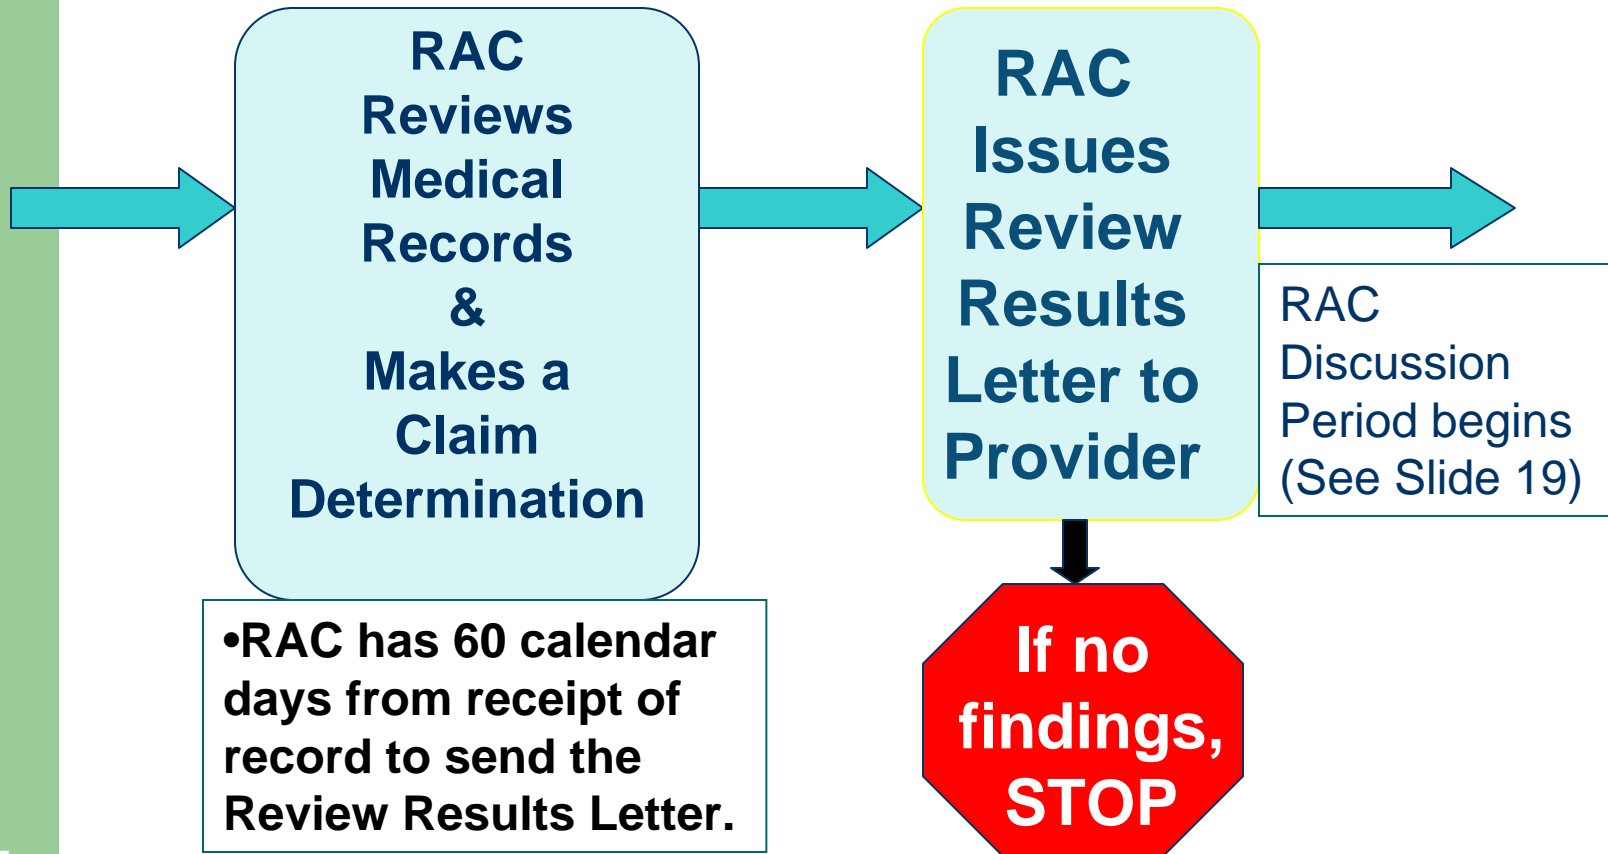 RAC
Reviews
Medical
Records
&
Makes a
Claim
Determination
•RAC has 60 calendar
days from receipt of
record to send the
Review Results Letter.
RAC
Issues
Review
Results
Letter to
Provider
If no
findings,
STOP
RAC
Discussion
Period begins
(See Slide 19)